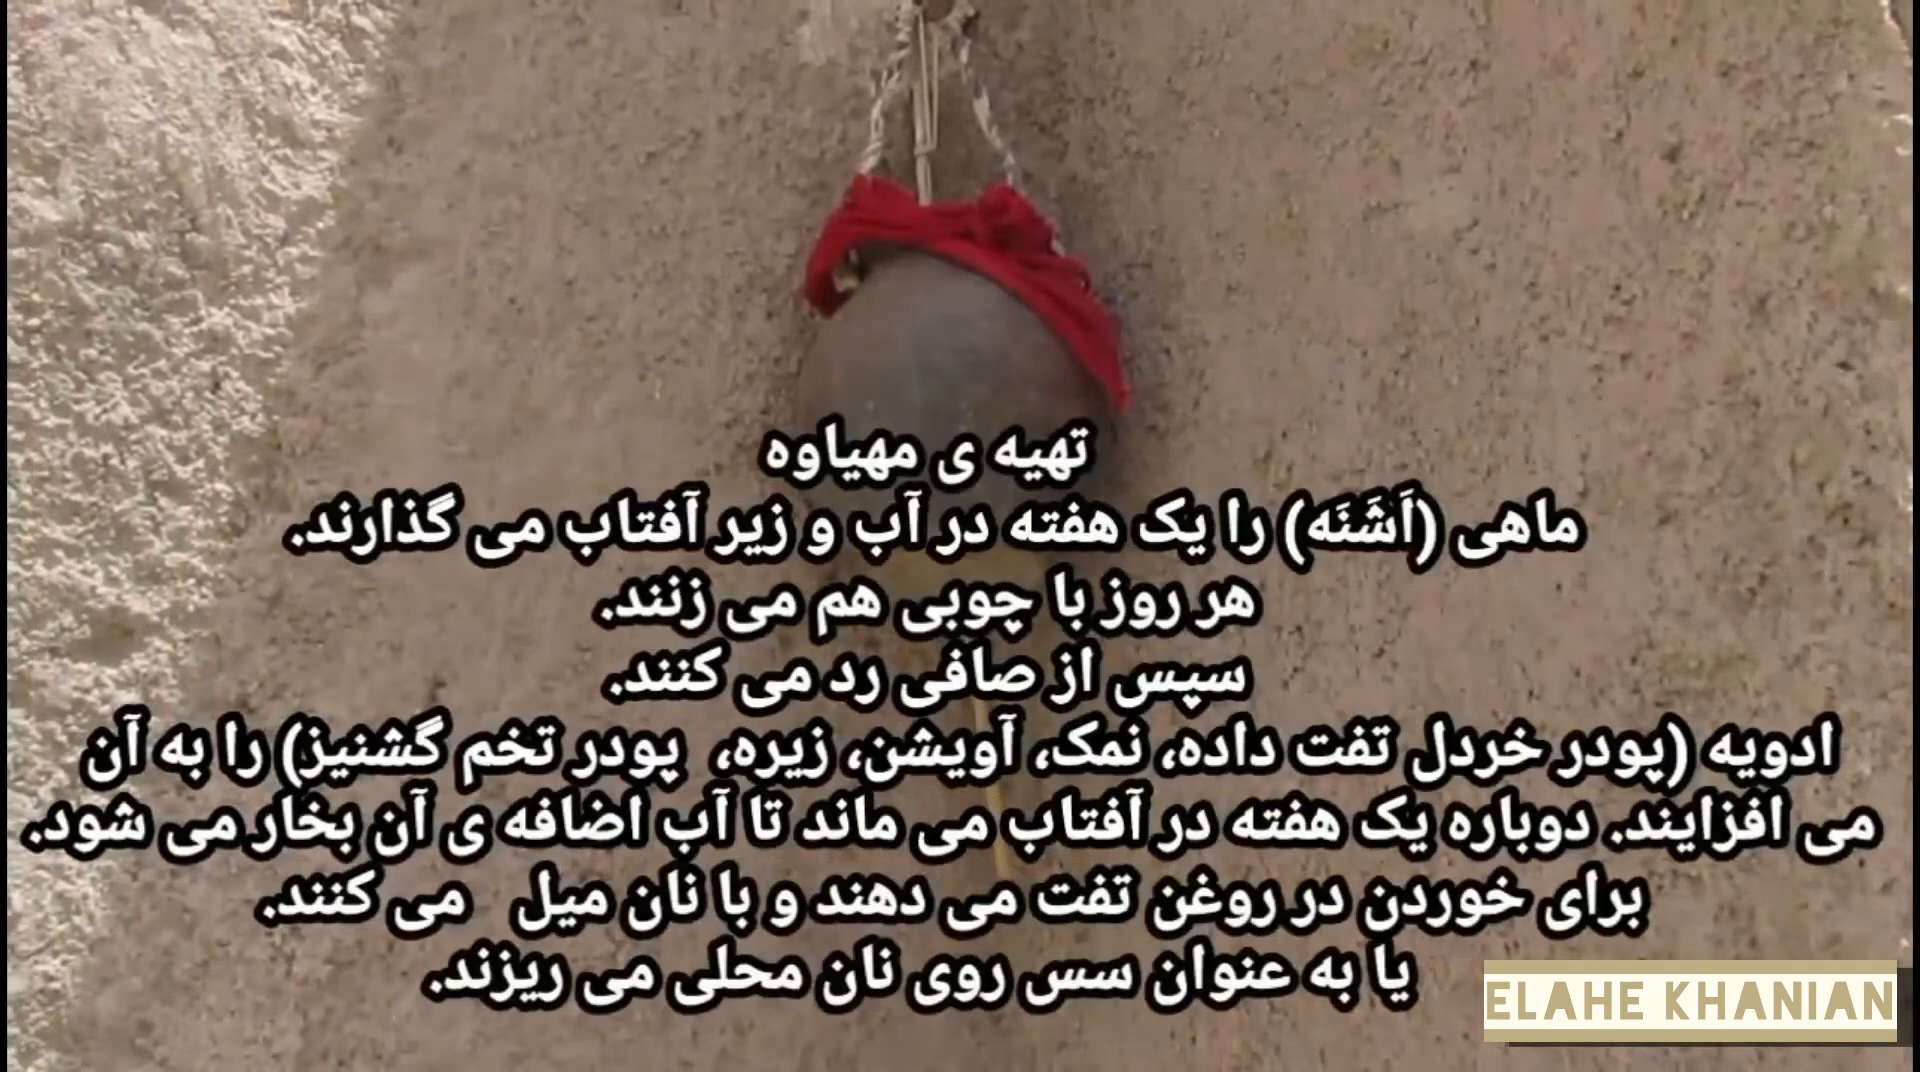 تهیه ی مهیاوه
ماهی (اَشَنَه) را یک هفته در آب و زیر آفتاب می گذارند.
هر روز با چوبی هم می زنند.
سپس از صافی رد می کنند.
ادویه (پودر خردل تفت داده، نمک، آویشن، زیره، پودر تخم گشنیز) را به آن
می افزایند. دوباره یک هفته در آفتاب می ماند تا آب اضافه ی آن بخار می شود.
برای خوردن در روغن تفت می دهند و با نان میل می کنند.
یا به عنوان سس روی نان محلی می ریزند.
ELAHE KHANIAN